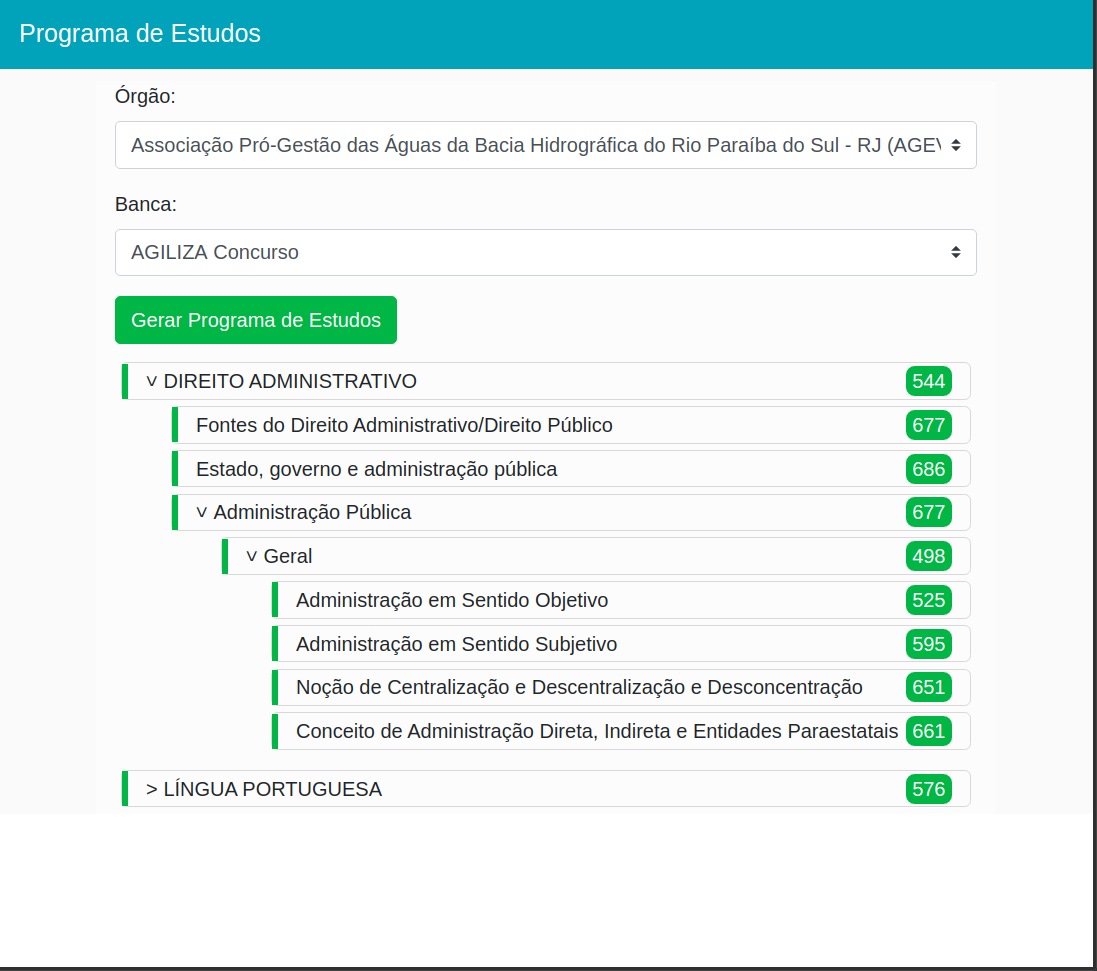 Programa de Estudos
Órgão:
Associação Pró-Gestão das Águas da Bacia Hidrográfica do Rio Paraíba do Sul - RJ (AGEV
Banca:
AGILIZA Concurso
Gerar Programa de Estudos
v DIREITO ADMINISTRATIVO 544
Fontes do Direito Administrativo/Direito Público 677
Estado, governo e administração pública 686
v Administração Pública 677
v Geral 498
Administração em Sentido Objetivo 525
Administração em Sentido Subjetivo 595
Noção de Centralização e Descentralização e Desconcentração 651
Conceito de Administração Direta, Indireta e Entidades Paraestatais 661
> LÍNGUA PORTUGUESA 576